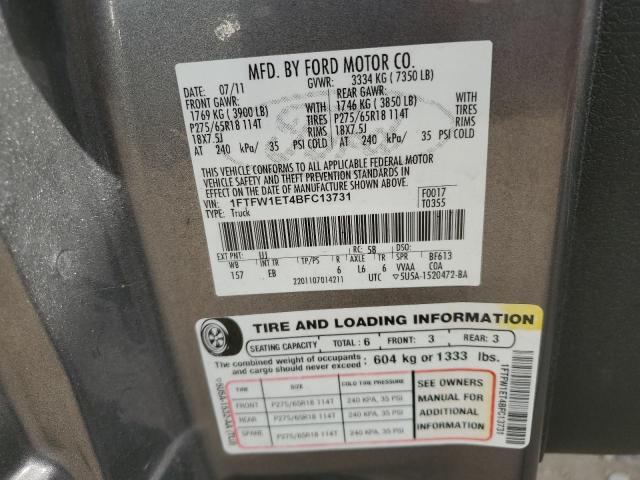 MFD. BY FORD MOTOR CO.
DATE: 07/11 GVWR: 3334 KG (7350 LB)
FRONT GAWR: REAR GAWR:
1769 KG (3900 LB) WITH 1746 KG (3850 LB) WITH
P275/65R18 114T TIRES P275/65R18 114T TIRES
18X7.5J RIMS 18X7.5J RIMS
AT 240 kPa/ 35 PSI COLD AT 240 kPa/ 35 PSI COLD
THIS VEHICLE CONFORMS TO ALL APPLICABLE FEDERAL MOTOR
VEHICLE SAFETY AND THEFT PREVENTION STANDARDS IN
EFFECT ON THE DATE OF MANUFACTURE SHOWN ABOVE.
VIN: 1FTFW1ET4BFC13731 F0017
TYPE: Truck T0355
EXT PNT: UJ RC: 58 DSO:
WB INT TR TP/PS R AXLE TR SPR BF613
157 EB 6 L6 6 VVAA COA
2201107014211 UTC ▽5U5A-1520472-BA
TIRE AND LOADING INFORMATION
SEATING CAPACITY TOTAL: 6 FRONT: 3 REAR: 3
The combined weight of occupants and cargo should never exceed: 604 kg or 1333 lbs.
TIRE SIZE COLD TIRE PRESSURE
FRONT P275/65R18 114T 240 KPA, 35 PSI
REAR P275/65R18 114T 240 KPA, 35 PSI
SPARE P275/65R18 114T 240 KPA, 35 PSI
SEE OWNERS
MANUAL FOR
ADDITIONAL
INFORMATION
1FTFW1ET4BFC13731